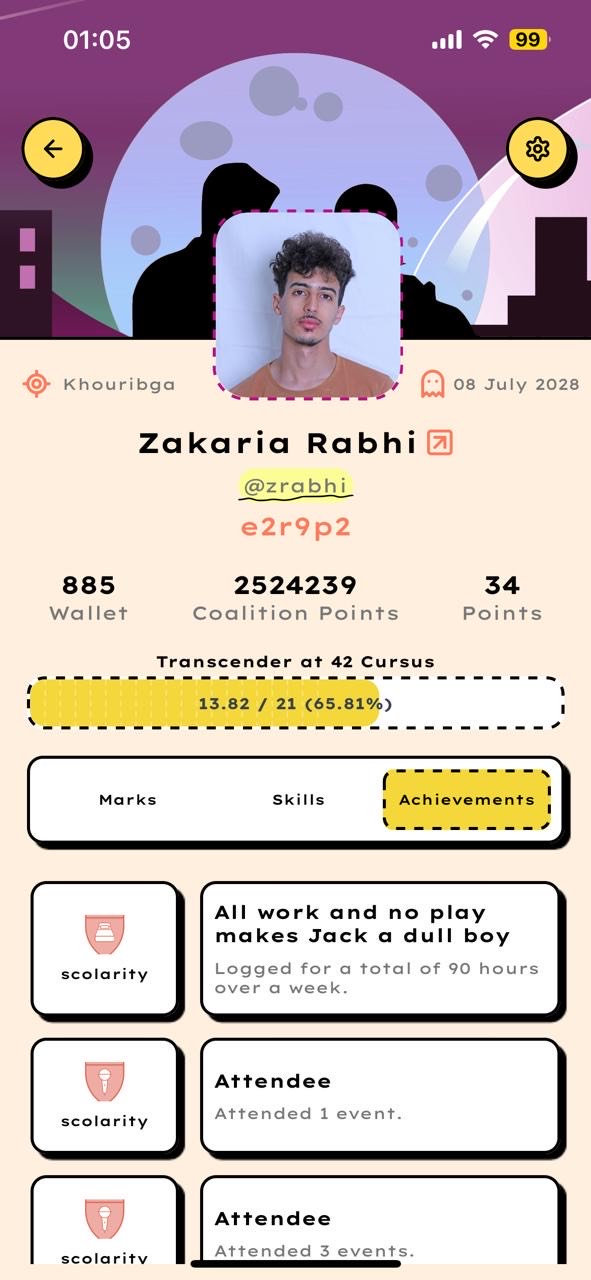 01:05
99
Khouribga
08 July 2028
Zakaria Rabhi
@zrabhi
e2r9p2
885 2524239 34
Wallet Coalition Points Points
Transcender at 42 Cursus
13.82 / 21 (65.81%)
Marks Skills Achievements
scolarity
All work and no play
makes Jack a dull boy
Logged for a total of 90 hours
over a week.
scolarity
Attendee
Attended 1 event.
scolarity
Attendee
Attended 3 events.